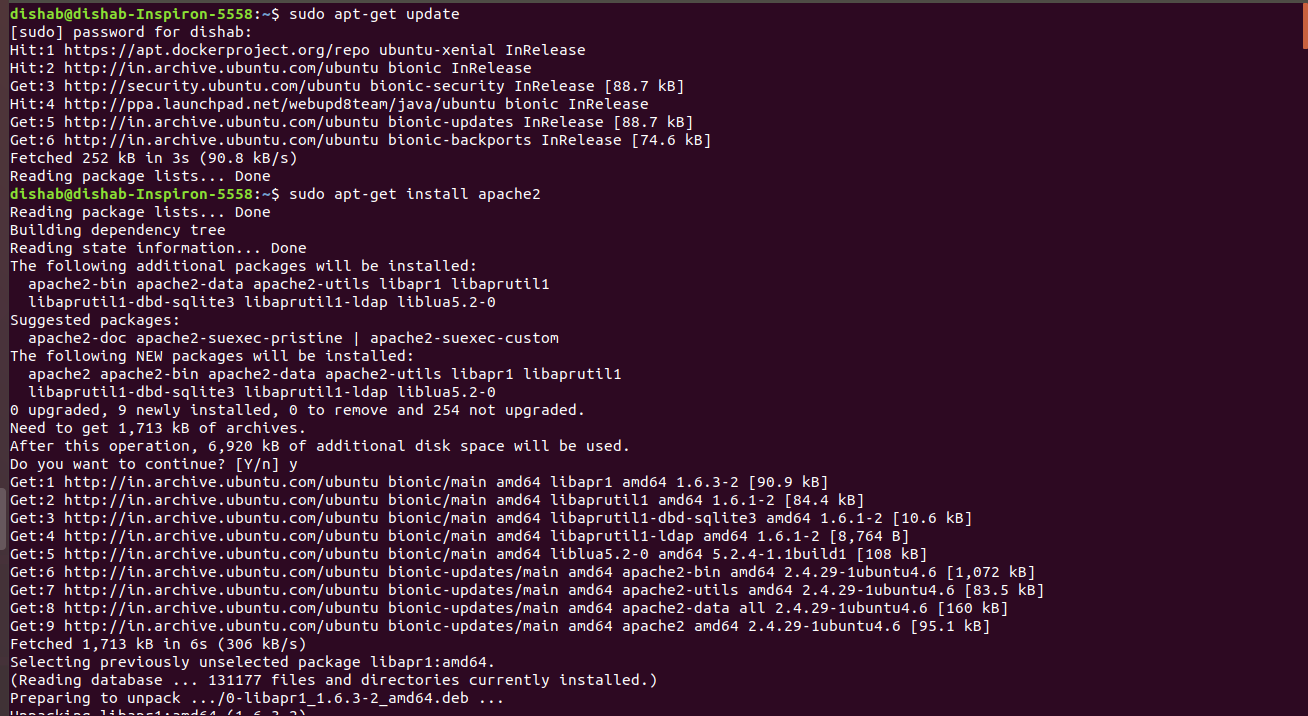 dishab@dishab-Inspiron-5558:~$ sudo apt-get update
[sudo] password for dishab:
Hit:1 https://apt.dockerproject.org/repo ubuntu-xenial InRelease
Hit:2 http://in.archive.ubuntu.com/ubuntu bionic InRelease
Get:3 http://security.ubuntu.com/ubuntu bionic-security InRelease [88.7 kB]
Hit:4 http://ppa.launchpad.net/webupd8team/java/ubuntu bionic InRelease
Get:5 http://in.archive.ubuntu.com/ubuntu bionic-updates InRelease [88.7 kB]
Get:6 http://in.archive.ubuntu.com/ubuntu bionic-backports InRelease [74.6 kB]
Fetched 252 kB in 3s (90.8 kB/s)
Reading package lists... Done
dishab@dishab-Inspiron-5558:~$ sudo apt-get install apache2
Reading package lists... Done
Building dependency tree
Reading state information... Done
The following additional packages will be installed:
  apache2-bin apache2-data apache2-utils libapr1 libaprutil1
  libaprutil1-dbd-sqlite3 libaprutil1-ldap liblua5.2-0
Suggested packages:
  apache2-doc apache2-suexec-pristine | apache2-suexec-custom
The following NEW packages will be installed:
  apache2 apache2-bin apache2-data apache2-utils libapr1 libaprutil1
  libaprutil1-dbd-sqlite3 libaprutil1-ldap liblua5.2-0
0 upgraded, 9 newly installed, 0 to remove and 254 not upgraded.
Need to get 1,713 kB of archives.
After this operation, 6,920 kB of additional disk space will be used.
Do you want to continue? [Y/n] y
Get:1 http://in.archive.ubuntu.com/ubuntu bionic/main amd64 libapr1 amd64 1.6.3-2 [90.9 kB]
Get:2 http://in.archive.ubuntu.com/ubuntu bionic/main amd64 libaprutil1 amd64 1.6.1-2 [84.4 kB]
Get:3 http://in.archive.ubuntu.com/ubuntu bionic/main amd64 libaprutil1-dbd-sqlite3 amd64 1.6.1-2 [10.6 kB]
Get:4 http://in.archive.ubuntu.com/ubuntu bionic/main amd64 libaprutil1-ldap amd64 1.6.1-2 [8,764 B]
Get:5 http://in.archive.ubuntu.com/ubuntu bionic/main amd64 liblua5.2-0 amd64 5.2.4-1.1build1 [108 kB]
Get:6 http://in.archive.ubuntu.com/ubuntu bionic-updates/main amd64 apache2-bin amd64 2.4.29-1ubuntu4.6 [1,072 kB]
Get:7 http://in.archive.ubuntu.com/ubuntu bionic-updates/main amd64 apache2-utils amd64 2.4.29-1ubuntu4.6 [83.5 kB]
Get:8 http://in.archive.ubuntu.com/ubuntu bionic-updates/main amd64 apache2-data all 2.4.29-1ubuntu4.6 [160 kB]
Get:9 http://in.archive.ubuntu.com/ubuntu bionic-updates/main amd64 apache2 amd64 2.4.29-1ubuntu4.6 [95.1 kB]
Fetched 1,713 kB in 6s (306 kB/s)
Selecting previously unselected package libapr1:amd64.
(Reading database ... 131177 files and directories currently installed.)
Preparing to unpack .../0-libapr1_1.6.3-2_amd64.deb ...
Unpacking libapr1:amd64 (1.6.3-2)